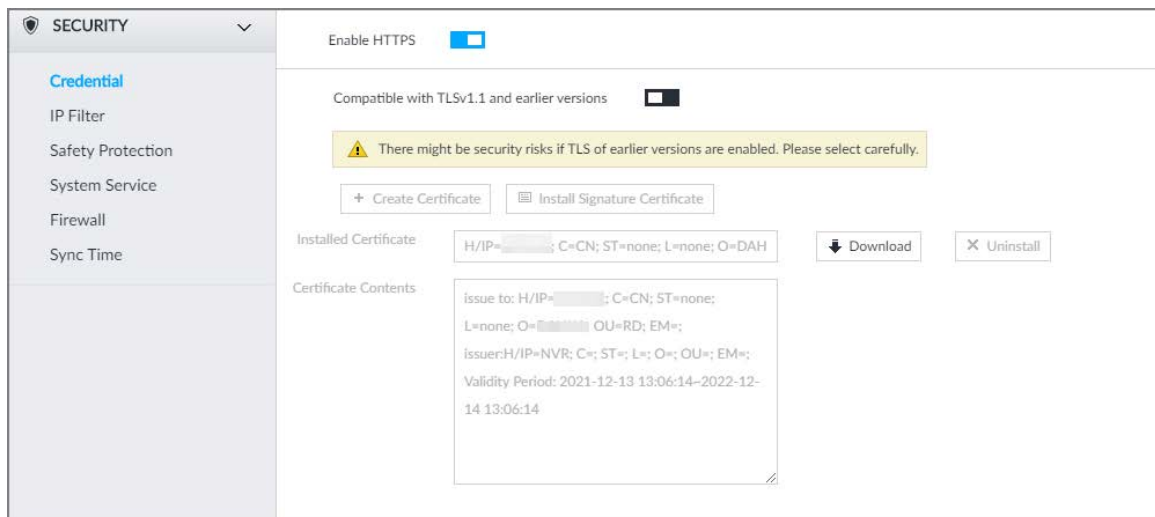 SECURITY
Enable HTTPS
Credential
Compatible with TLSv1.1 and earlier versions
IP Filter
Safety Protection
There might be security risks if TLS of earlier versions are enabled. Please select carefully.
System Service
+ Create Certificate
Install Signature Certificate
Firewall
Sync Time
Installed Certificate
H/IP= ; C=CN; ST=none; L=none; O=DAH
Download
Uninstall
Certificate Contents
issue to: H/IP= ; C=CN; ST=none;
L=none; O= OU=RD; EM=;
issuer:H/IP=NVR; C=; ST=; L=; O=; OU=; EM=;
Validity Period: 2021-12-13 13:06:14~2022-12-
14 13:06:14